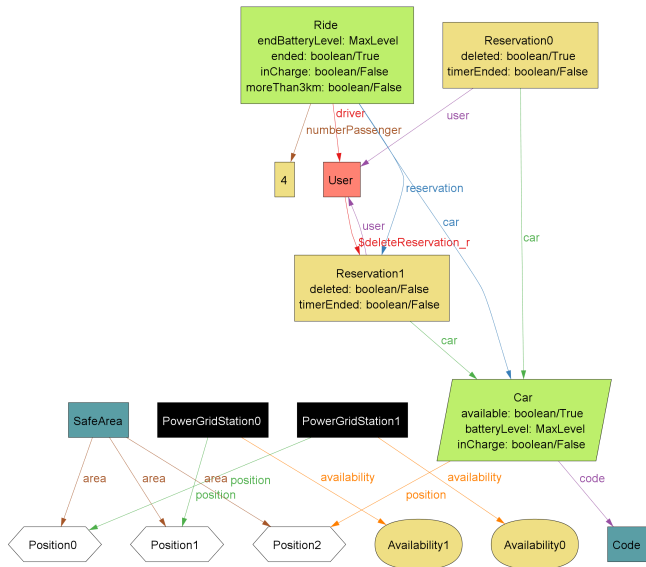 Ride
endBatteryLevel: MaxLevel
ended: boolean/True
inCharge: boolean/False
moreThan3km: boolean/False
Reservation0
deleted: boolean/True
timerEnded: boolean/False
driver
numberPassenger
user
4
User
reservation
car
user
$deleteReservation_r
car
Reservation1
deleted: boolean/False
timerEnded: boolean/False
car
Car
available: boolean/True
batteryLevel: MaxLevel
inCharge: boolean/False
SafeArea
PowerGridStation0
PowerGridStation1
area
area
area
position
position
availability
availability
position
code
Position0
Position1
Position2
Availability1
Availability0
Code